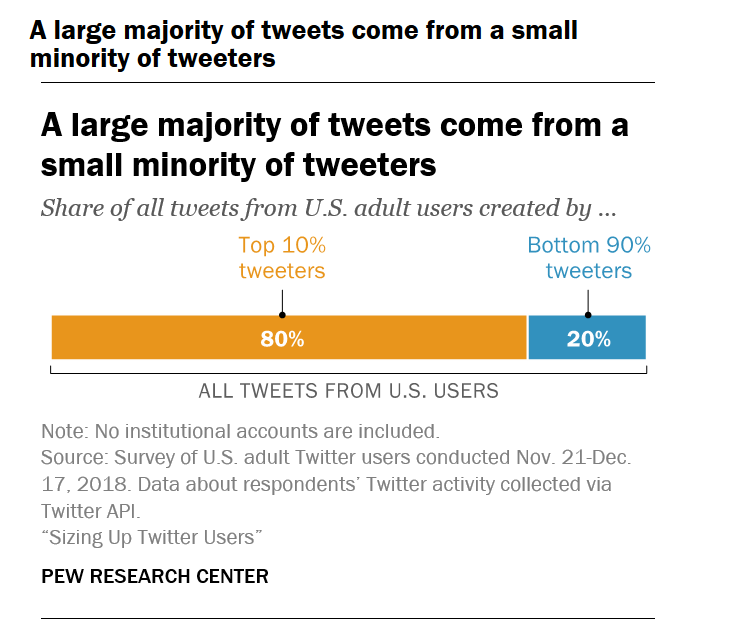 A large majority of tweets come from a small
minority of tweeters
A large majority of tweets come from a
small minority of tweeters
Share of all tweets from U.S. adult users created by ...
Top 10%
tweeters
Bottom 90%
tweeters
80%
20%
ALL TWEETS FROM U.S. USERS
Note: No institutional accounts are included.
Source: Survey of U.S. adult Twitter users conducted Nov. 21-Dec.
17, 2018. Data about respondents’ Twitter activity collected via
Twitter API.
“Sizing Up Twitter Users”
PEW RESEARCH CENTER